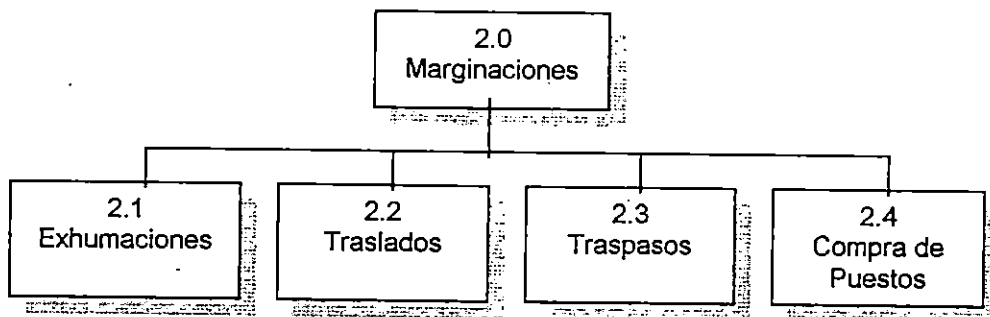 2.0
Marginaciones
2.1
Exhumaciones
2.2
Traslados
2.3
Traspasos
2.4
Compra de
Puestos